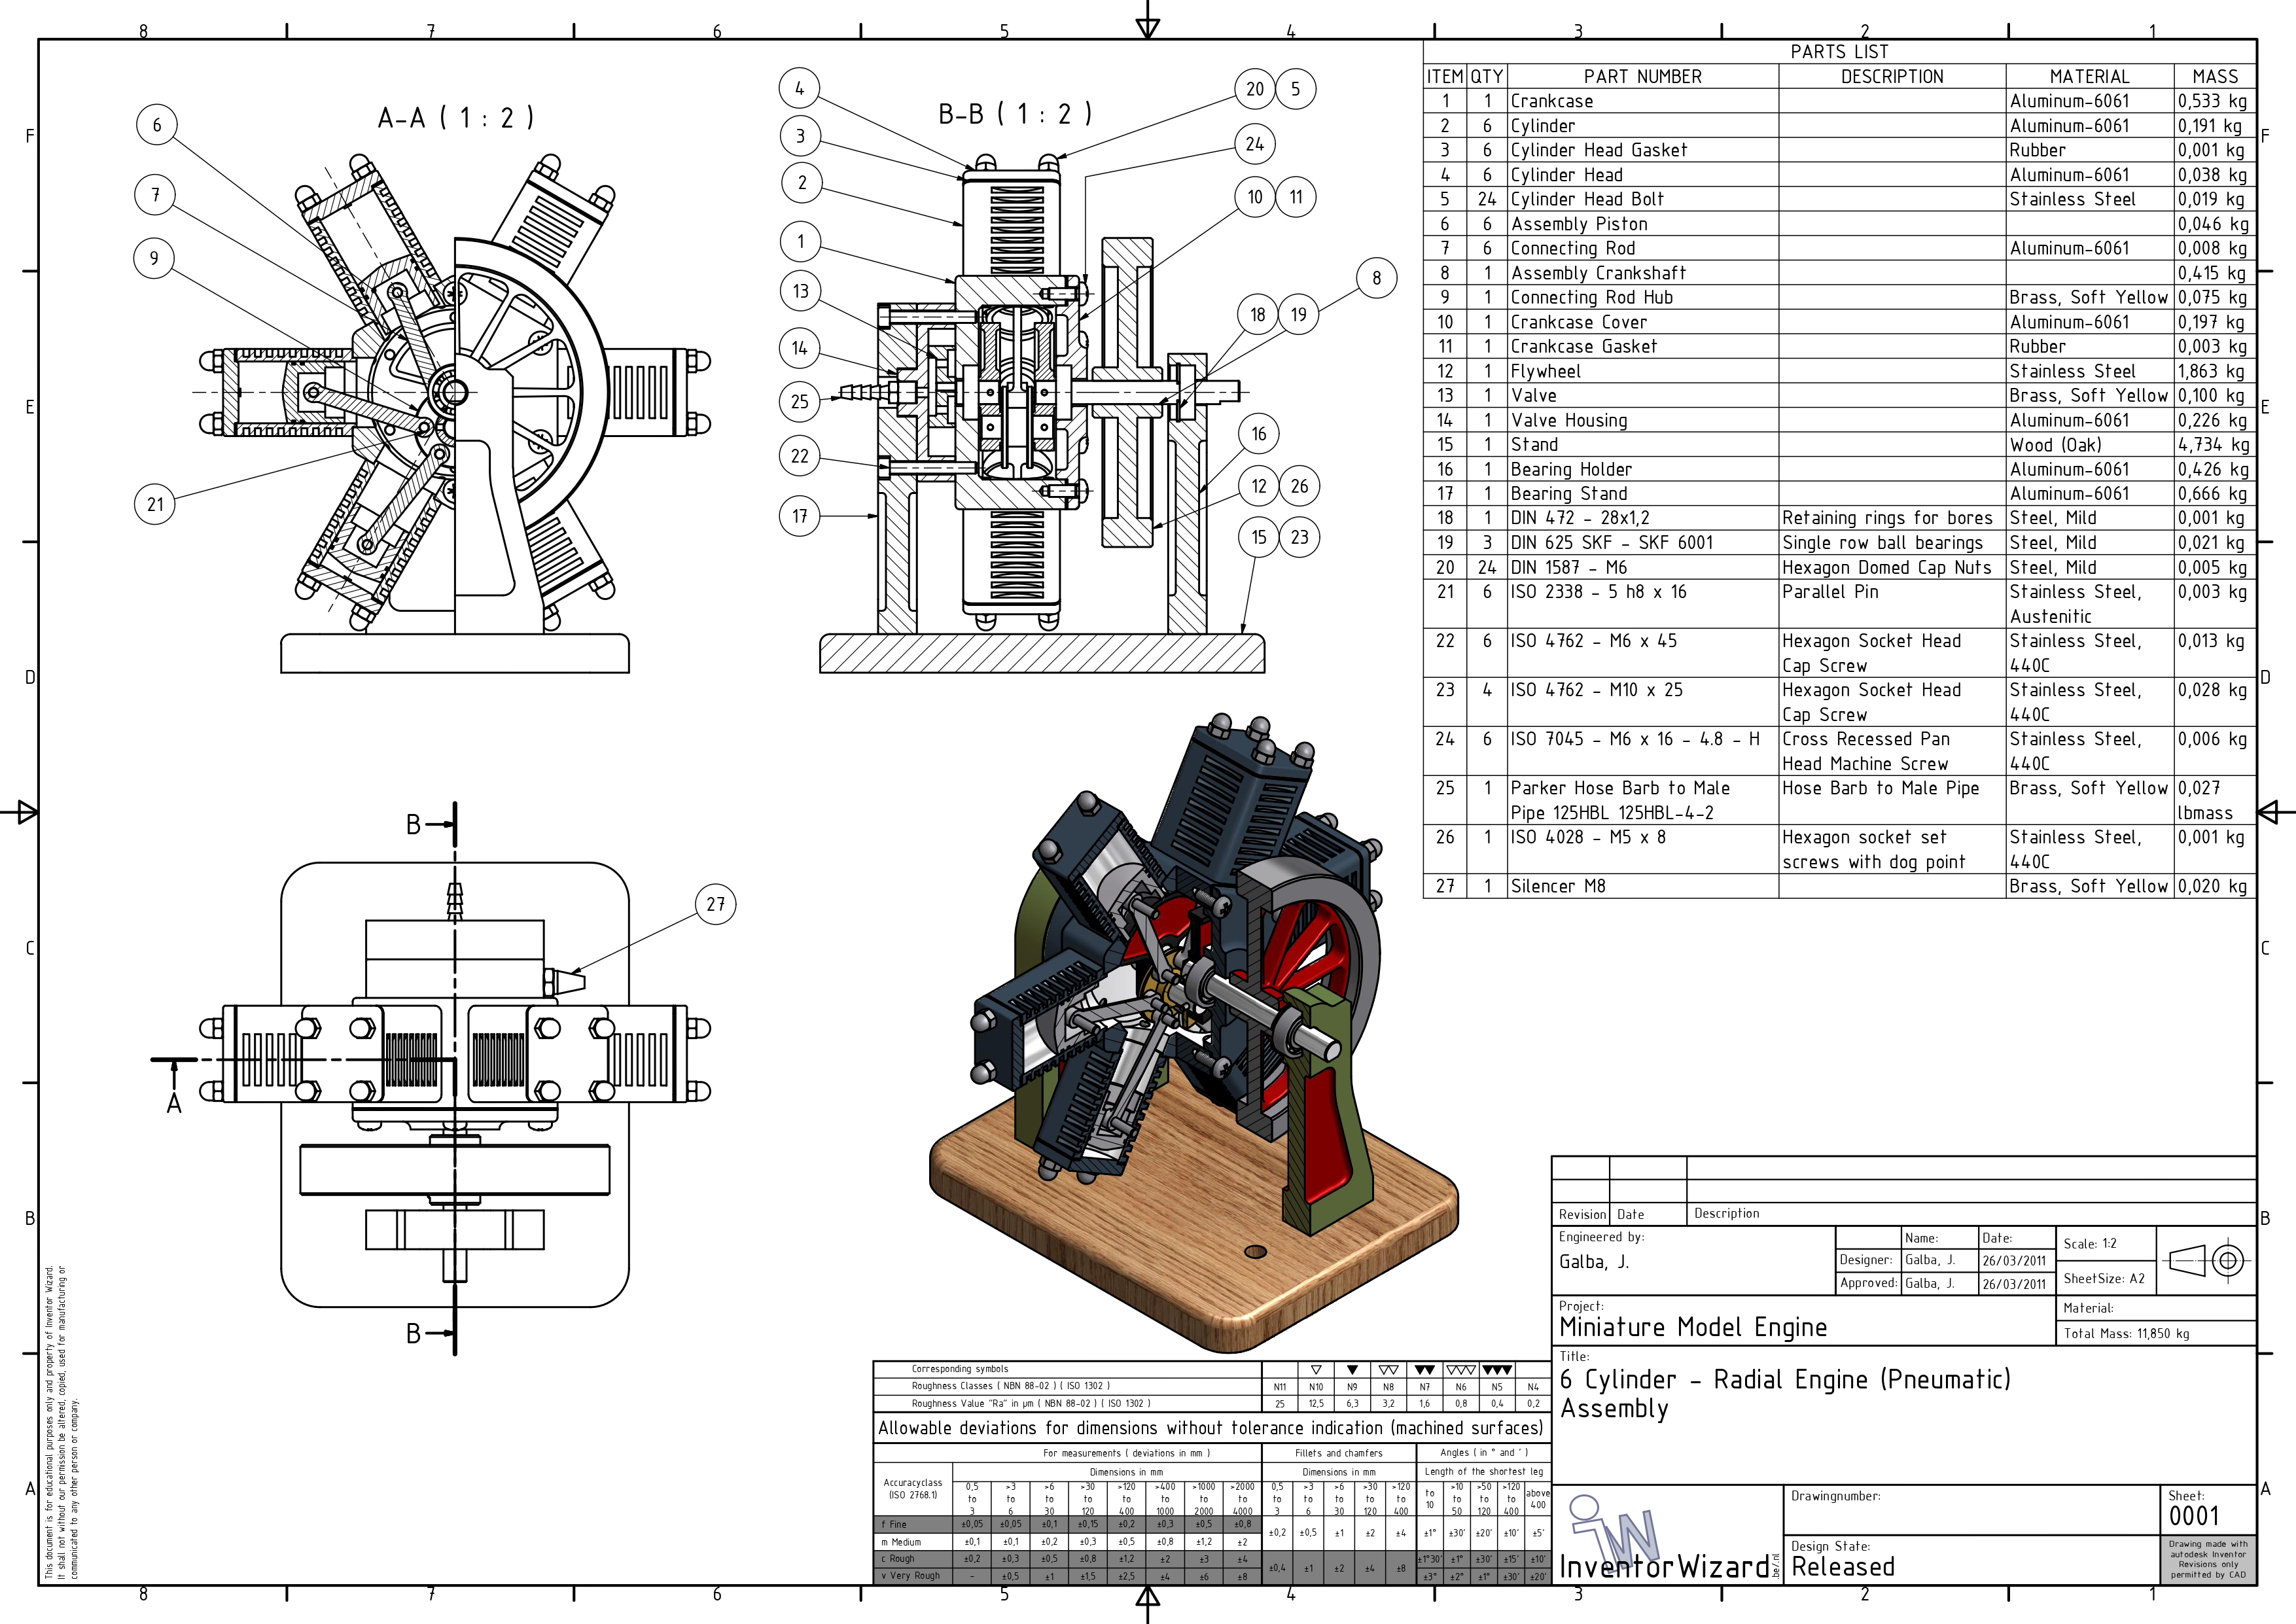 8 7 6 5 4 3 2 1
F
E
D
C
B
A
A-A ( 1 : 2 )
6
7
9
21
B-B ( 1 : 2 )
4
3
2
1
13
14
25
22
17
20 5
24
10 11
8
18 19
16
12 26
15 23
PARTS LIST
ITEM QTY PART NUMBER DESCRIPTION MATERIAL MASS
1 1 Crankcase Aluminum-6061 0,533 kg
2 6 Cylinder Aluminum-6061 0,191 kg
3 6 Cylinder Head Gasket Rubber 0,001 kg
4 6 Cylinder Head Aluminum-6061 0,038 kg
5 24 Cylinder Head Bolt Stainless Steel 0,019 kg
6 6 Assembly Piston 0,046 kg
7 6 Connecting Rod Aluminum-6061 0,008 kg
8 1 Assembly Crankshaft 0,415 kg
9 1 Connecting Rod Hub Brass, Soft Yellow 0,075 kg
10 1 Crankcase Cover Aluminum-6061 0,197 kg
11 1 Crankcase Gasket Rubber 0,003 kg
12 1 Flywheel Stainless Steel 1,863 kg
13 1 Valve Brass, Soft Yellow 0,100 kg
14 1 Valve Housing Aluminum-6061 0,226 kg
15 1 Stand Wood (Oak) 4,734 kg
16 1 Bearing Holder Aluminum-6061 0,426 kg
17 1 Bearing Stand Aluminum-6061 0,666 kg
18 1 DIN 472 - 28x1,2 Retaining rings for bores Steel, Mild 0,001 kg
19 3 DIN 625 SKF - SKF 6001 Single row ball bearings Steel, Mild 0,021 kg
20 24 DIN 1587 - M6 Hexagon Domed Cap Nuts Steel, Mild 0,005 kg
21 6 ISO 2338 - 5 h8 x 16 Parallel Pin Stainless Steel, 0,003 kg
Austenitic
22 6 ISO 4762 - M6 x 45 Hexagon Socket Head Stainless Steel, 0,013 kg
Cap Screw 440C
23 4 ISO 4762 - M10 x 25 Hexagon Socket Head Stainless Steel, 0,028 kg
Cap Screw 440C
24 6 ISO 7045 - M6 x 16 - 4.8 - H Cross Recessed Pan Stainless Steel, 0,006 kg
Head Machine Screw 440C
25 1 Parker Hose Barb to Male Hose Barb to Male Pipe Brass, Soft Yellow 0,027
Pipe 125HBL 125HBL-4-2 lbmass
26 1 ISO 4028 - M5 x 8 Hexagon socket set Stainless Steel, 0,001 kg
screws with dog point 440C
27 1 Silencer M8 Brass, Soft Yellow 0,020 kg
B
27
A
B
This document is for educational purposes only and property of Inventor Wizard.
It shall not without our permission be altered, copied, used for manufacturing or
communicated to any other person or company.
Corresponding symbols
Roughness Classes ( NBN 88-02 ) ( ISO 1302 ) N11 N10 N9 N8 N7 N6 N5 N4
Roughness Value "Ra" in µm ( NBN 88-02 ) ( ISO 1302 ) 25 12,5 6,3 3,2 1,6 0,8 0,4 0,2
Allowable deviations for dimensions without tolerance indication (machined surfaces)
For measurements ( deviations in mm ) Fillets and chamfers Angles ( in ° and ' )
Accuracyclass
(ISO 2768.1)
Dimensions in mm Dimensions in mm Length of the shortest leg
0,5 >3 >6 >30 >120 >400 >1000 >2000 0,5 >3 >6 >30 >120 to >10 >50 >120 above
to to to to to to to to to to to to to 10 to to to 400
3 6 30 120 400 1000 2000 4000 3 6 30 120 400 50 120 400
f Fine ±0,05 ±0,05 ±0,1 ±0,15 ±0,2 ±0,3 ±0,5 ±0,8
±0,2 ±0,5 ±1 ±2 ±4 ±1° ±30' ±20' ±10' ±5'
m Medium ±0,1 ±0,1 ±0,2 ±0,3 ±0,5 ±0,8 ±1,2 ±2
c Rough ±0,2 ±0,3 ±0,5 ±0,8 ±1,2 ±2 ±3 ±4 ±0,4 ±1 ±2 ±4 ±8 ±1°30' ±1° ±30' ±15' ±10'
v Very Rough - ±0,5 ±1 ±1,5 ±2,5 ±4 ±6 ±8 ±3° ±2° ±1° ±30' ±20'
Revision Date Description
Engineered by:
Galba, J.
Name: Date:
Designer: Galba, J. 26/03/2011
Approved: Galba, J. 26/03/2011
Scale: 1:2
SheetSize: A2
Project:
Miniature Model Engine
Material:
Total Mass: 11,850 kg
Title:
6 Cylinder - Radial Engine (Pneumatic)
Assembly
iW
InventorWizard.be/.nl
Drawingnumber:
Sheet:
0001
Design State:
Released
Drawing made with
autodesk Inventor
Revisions only
permitted by CAD
F
E
D
C
B
A
8 7 6 5 4 3 2 1